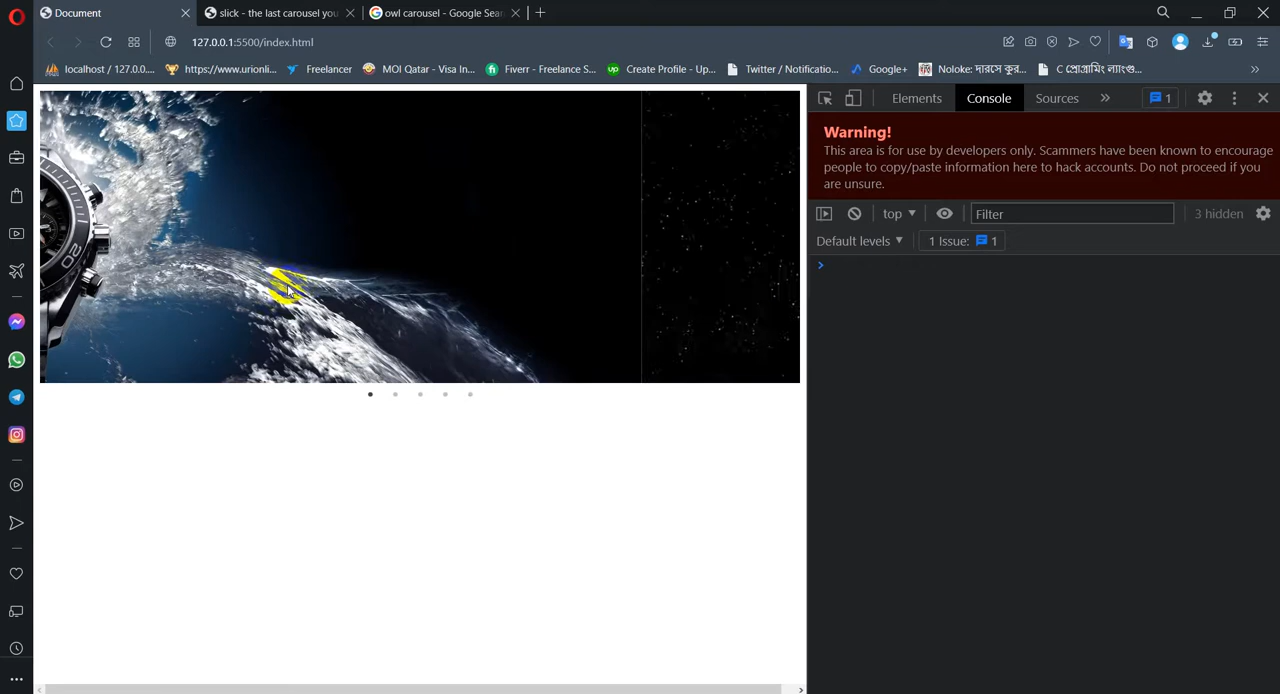 Document
slick - the last carousel you
owl carousel - Google Sear
127.0.0.1:5500/index.html
localhost / 127.0.0....
https://www.urionli...
Freelancer
MOI Qatar - Visa In...
Fiverr - Freelance S...
Create Profile - Up...
Twitter / Notificatio...
Google+
Noloke: দারসে কুর...
C প্রোগ্রামিং ল্যাংগু...
Elements
Console
Sources
1
Warning!
This area is for use by developers only. Scammers have been known to encourage
people to copy/paste information here to hack accounts. Do not proceed if you
are unsure.
top
Filter
3 hidden
Default levels
1 Issue:
1
20